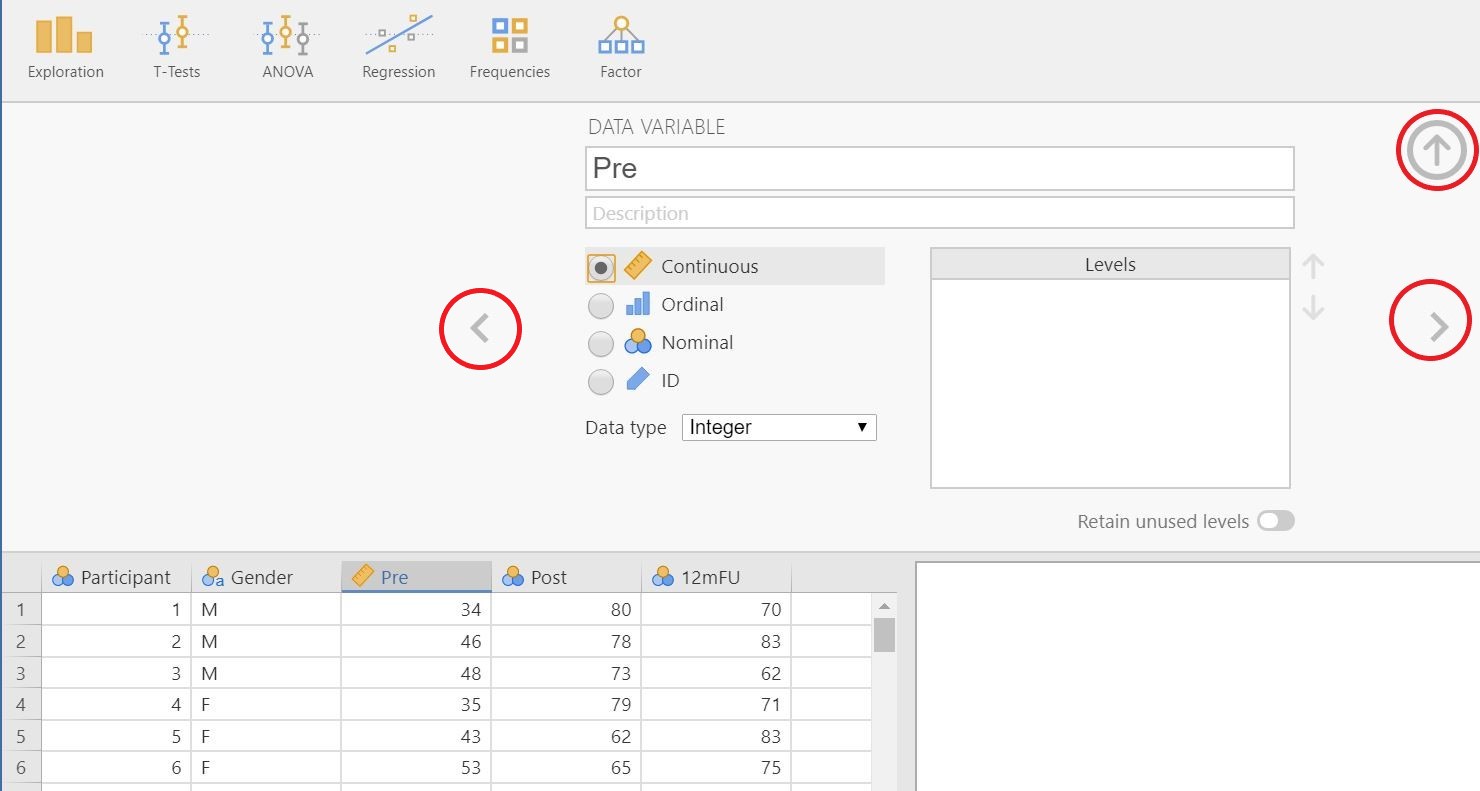 Exploration T-Tests ANOVA Regression Frequencies Factor
DATA VARIABLE
Pre
Description
Continuous
Ordinal
Nominal
ID
Data type Integer
Levels
Retain unused levels
Participant a Gender Pre Post 12mFU
1 1 M 34 80 70
2 2 M 46 78 83
3 3 M 48 73 62
4 4 F 35 79 71
5 5 F 43 62 83
6 6 F 53 65 75